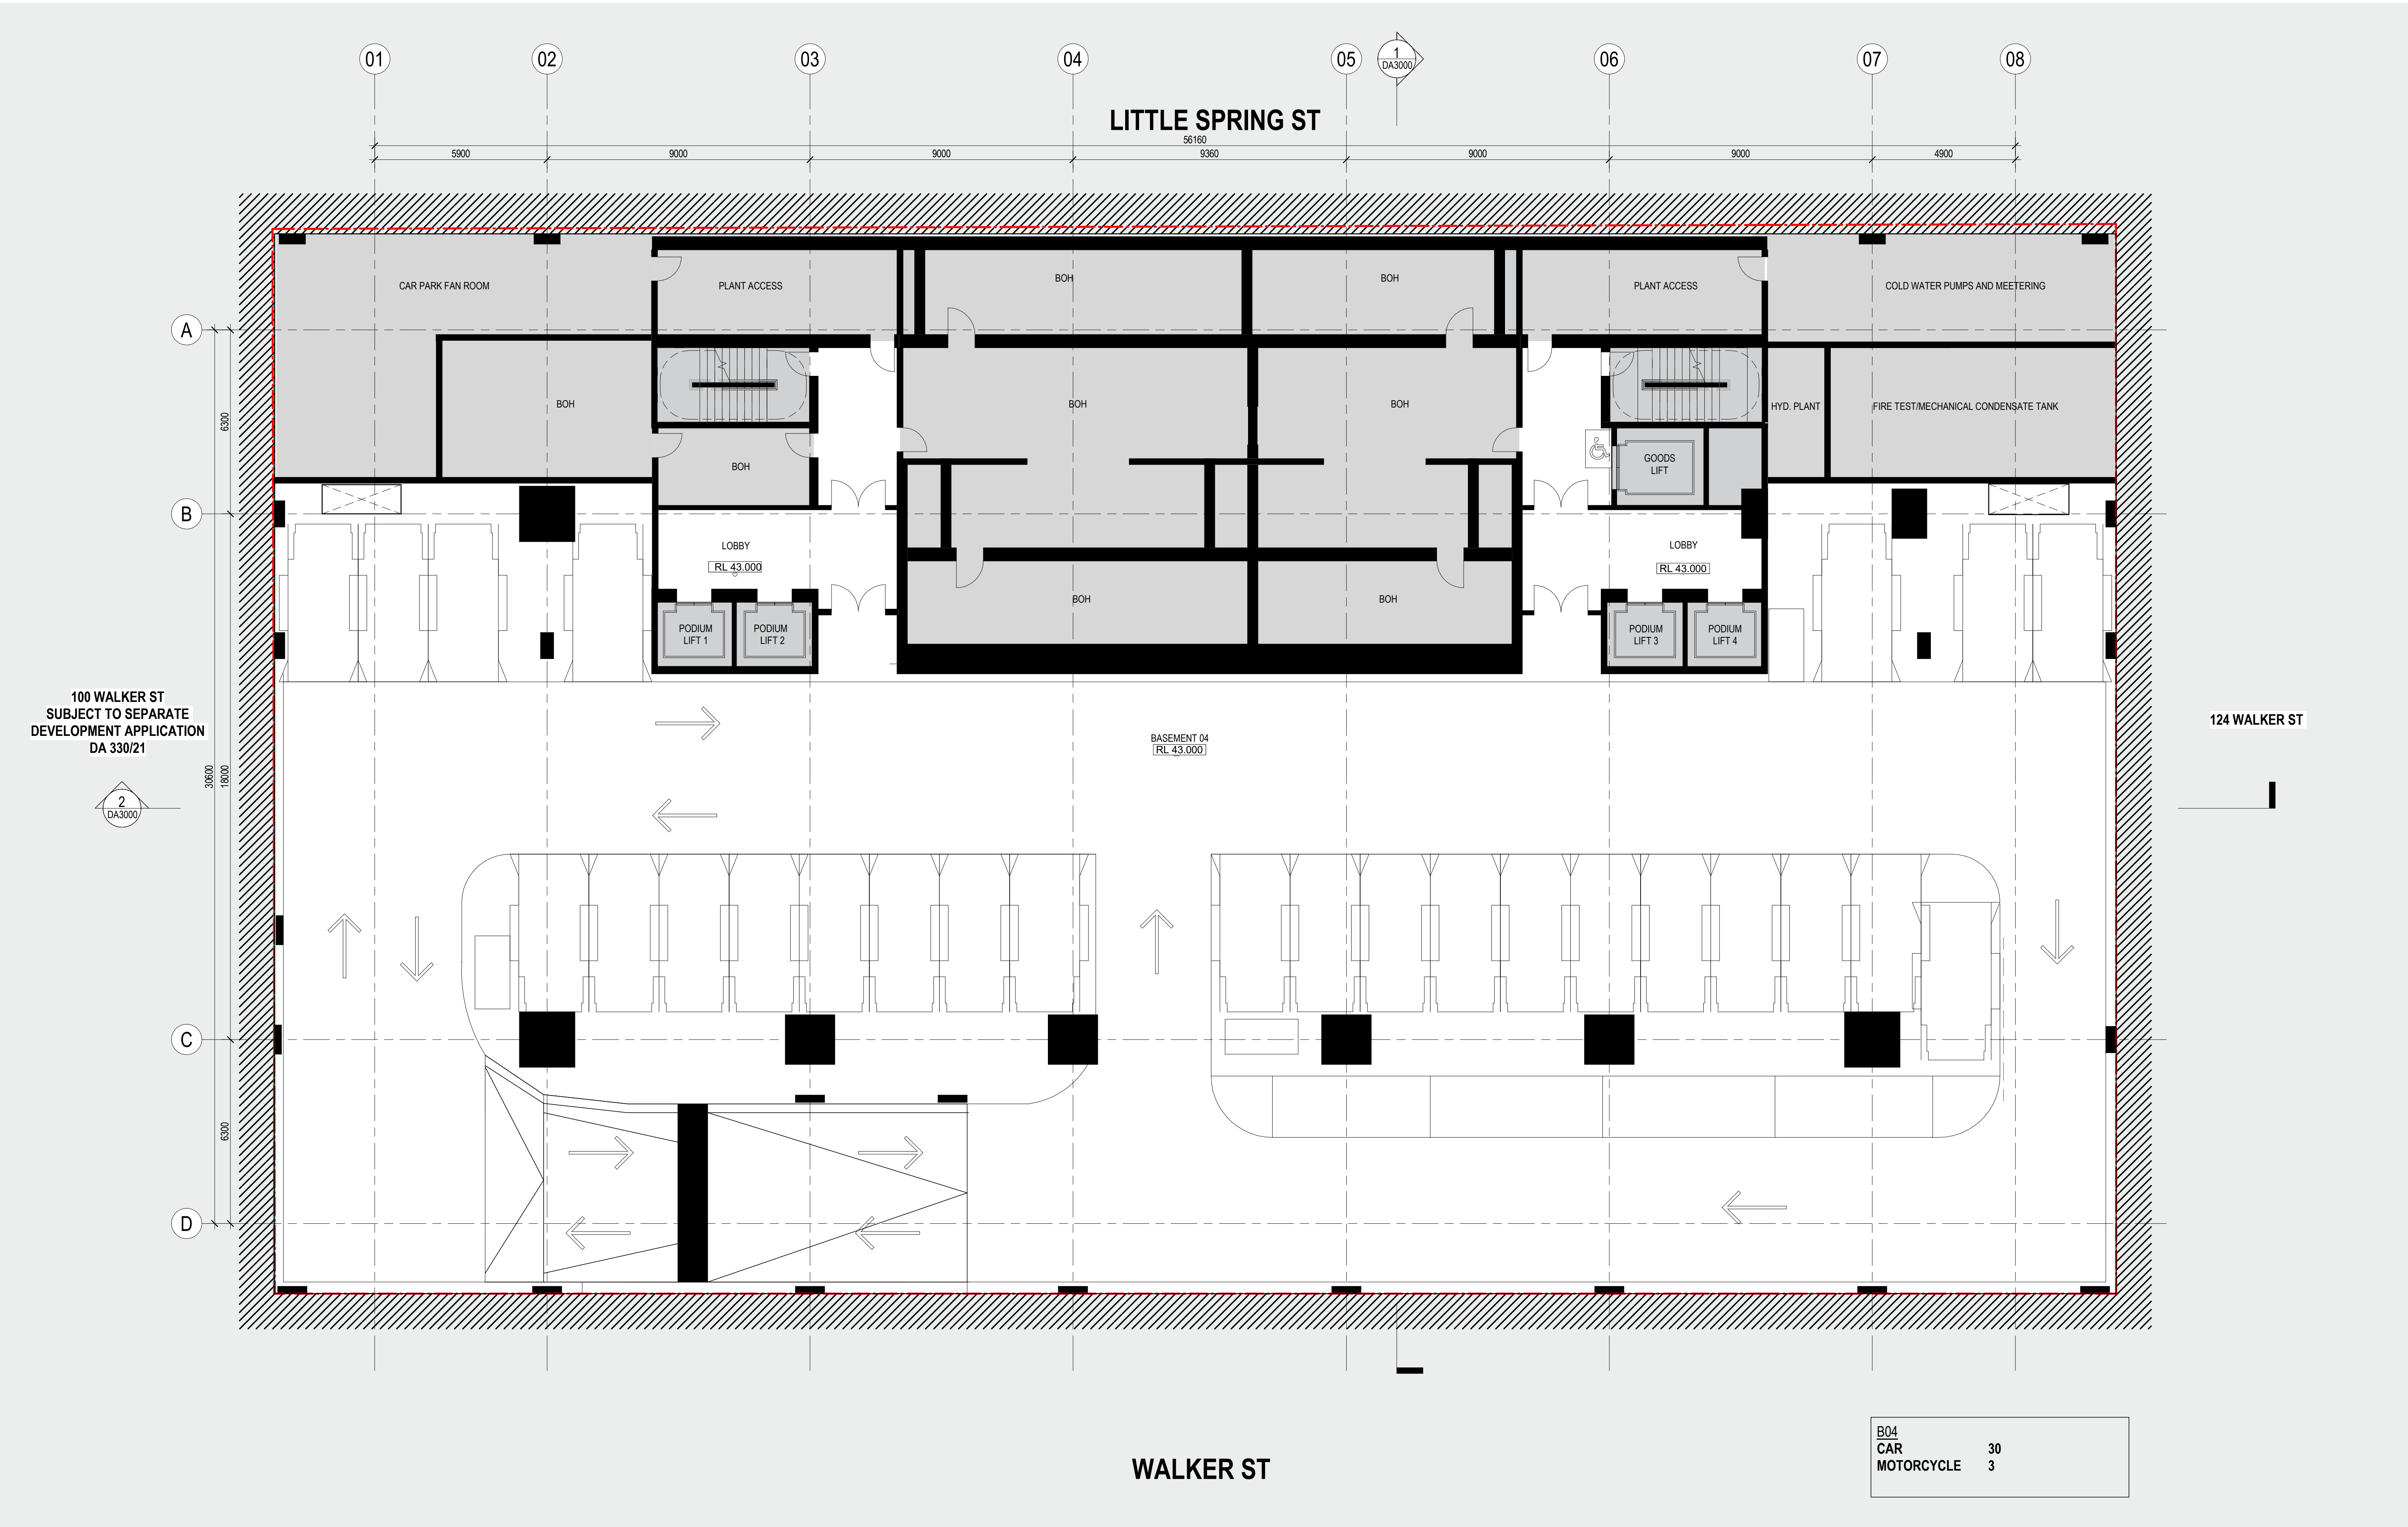 01
02
03
04
05
1
DA3000
06
07
08
LITTLE SPRING ST
56160
5900
9000
9000
9360
9000
9000
4900
CAR PARK FAN ROOM
PLANT ACCESS
BOH
BOH
PLANT ACCESS
COLD WATER PUMPS AND MEETERING
A
BOH
BOH
BOH
HYD. PLANT
FIRE TEST/MECHANICAL CONDENSATE TANK
6300
BOH
GOODS
LIFT
B
LOBBY
RL 43.000
LOBBY
RL 43.000
BOH
BOH
PODIUM
LIFT 1
PODIUM
LIFT 2
PODIUM
LIFT 3
PODIUM
LIFT 4
100 WALKER ST
SUBJECT TO SEPARATE
DEVELOPMENT APPLICATION
DA 330/21
124 WALKER ST
BASEMENT 04
RL 43.000
30600
18000
2
DA3000
C
6300
D
WALKER ST
B04
CAR 30
MOTORCYCLE 3